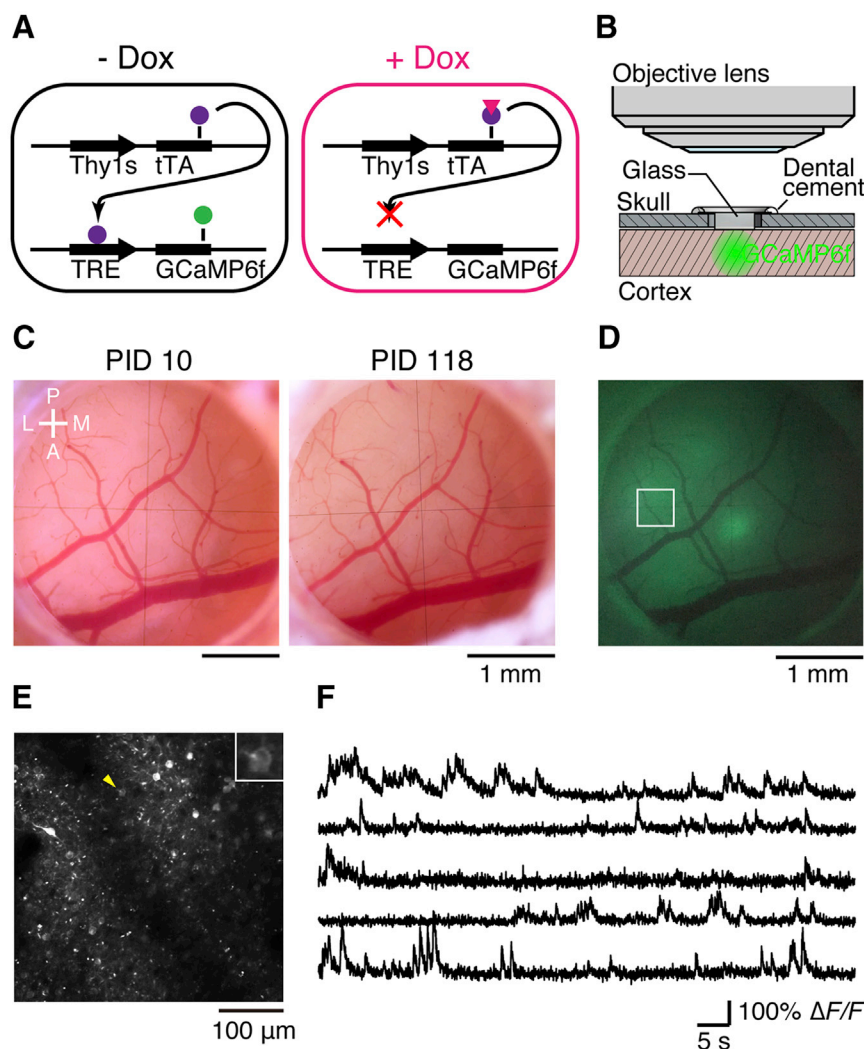 A
B
- Dox
+ Dox
Thy1s
tTA
TRE
GCaMP6f
Thy1s
tTA
TRE
GCaMP6f
Objective lens
Glass
Dental
cement
Skull
GCaMP6f
Cortex
C
D
PID 10
PID 118
P
L
M
A
1 mm
1 mm
E
F
100 μm
100% ΔF/F
5 s